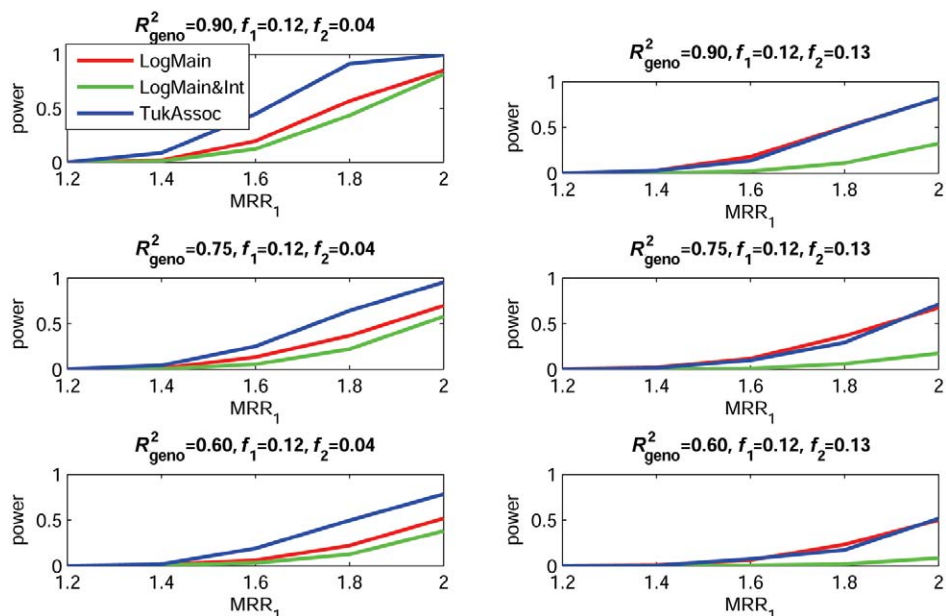 R²geno=0.90, f1=0.12, f2=0.04
LogMain
LogMain&Int
TukAssoc
power
1
0.5
0
1.2 1.4 1.6 1.8 2
MRR1
R²geno=0.90, f1=0.12, f2=0.13
power
1
0.5
0
1.2 1.4 1.6 1.8 2
MRR1
R²geno=0.75, f1=0.12, f2=0.04
power
1
0.5
0
1.2 1.4 1.6 1.8 2
MRR1
R²geno=0.75, f1=0.12, f2=0.13
power
1
0.5
0
1.2 1.4 1.6 1.8 2
MRR1
R²geno=0.60, f1=0.12, f2=0.04
power
1
0.5
0
1.2 1.4 1.6 1.8 2
MRR1
R²geno=0.60, f1=0.12, f2=0.13
power
1
0.5
0
1.2 1.4 1.6 1.8 2
MRR1